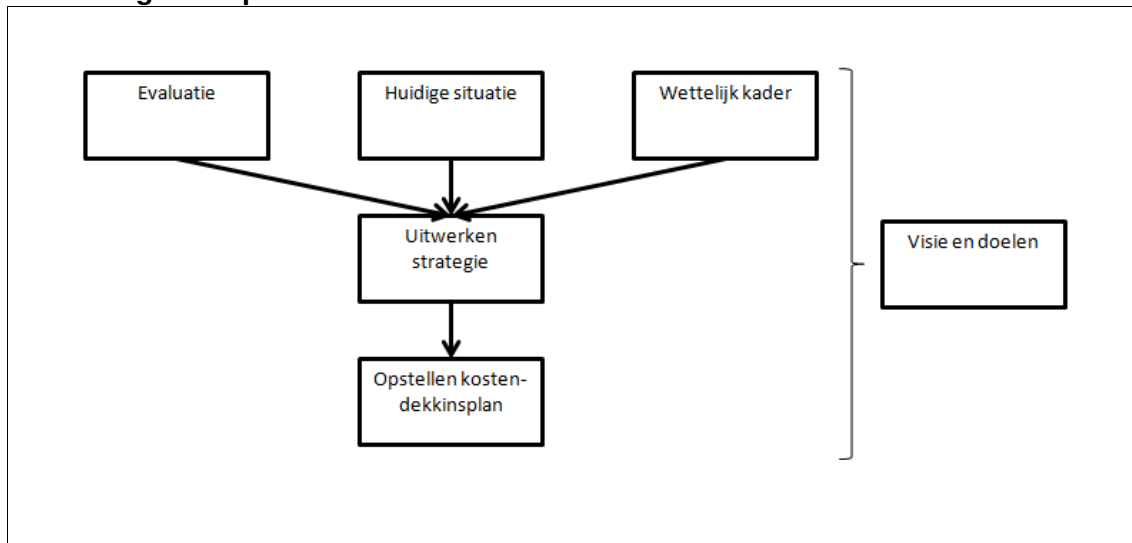 Evaluatie
Huidige situatie
Wettelijk kader
Uitwerken
strategie
Visie en doelen
Opstellen kosten-
dekkinsplan